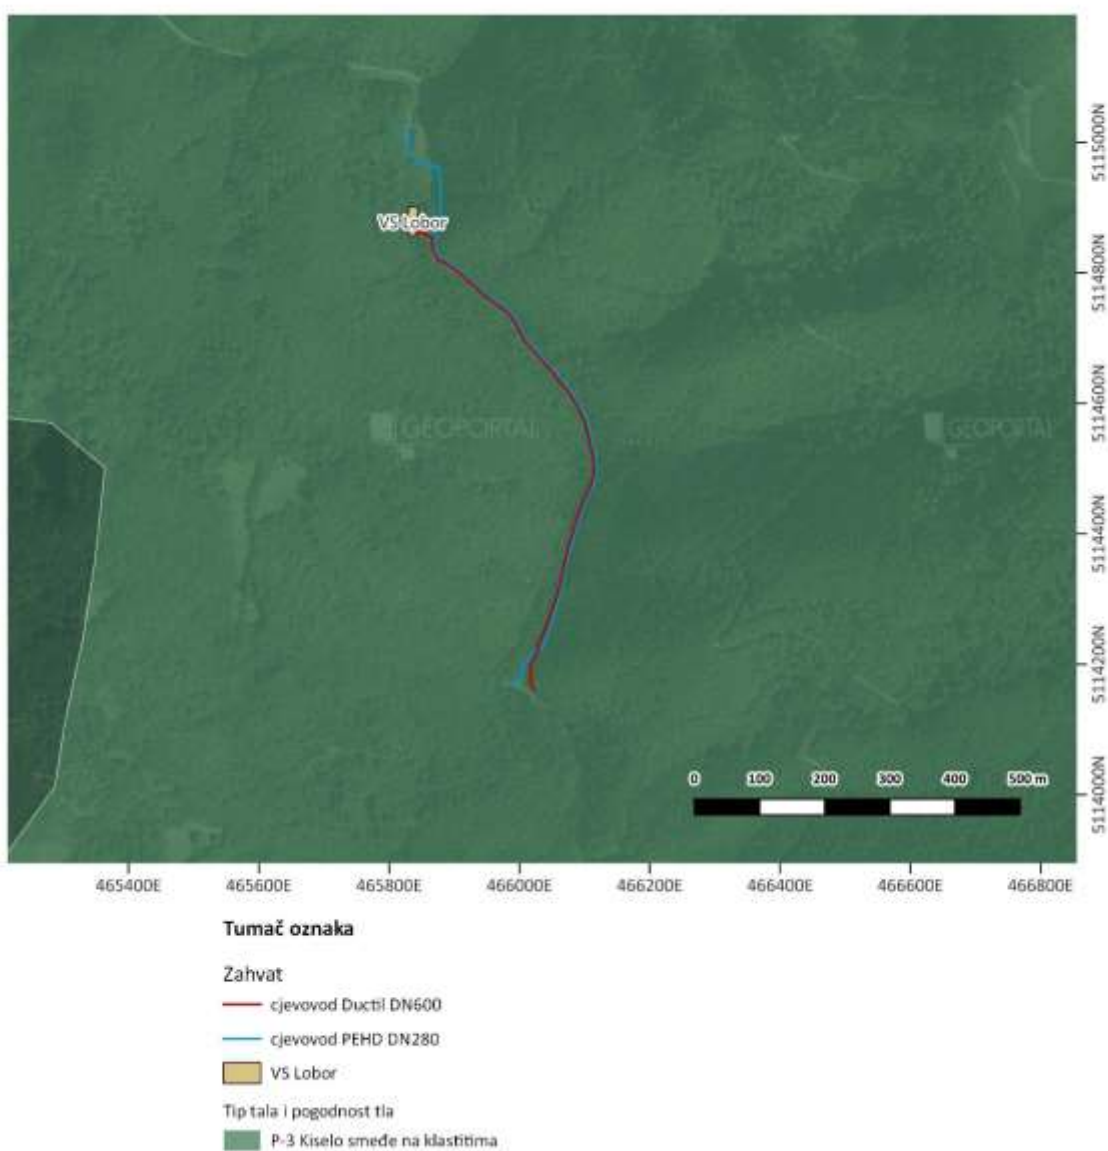 VS Lobor
GEOPORTAL
GEOPORTAL
5115000N
5114800N
5114600N
5114400N
5114200N
5114000N
0 100 200 300 400 500 m
465400E 465600E 465800E 466000E 466200E 466400E 466600E 466800E
Tumač oznaka
Zahvat
cjevovod Ductil DN600
cjevovod PEHD DN280
VS Lobor
Tip tala i pogodnost tla
P-3 Kiselo smeđe na klastitima